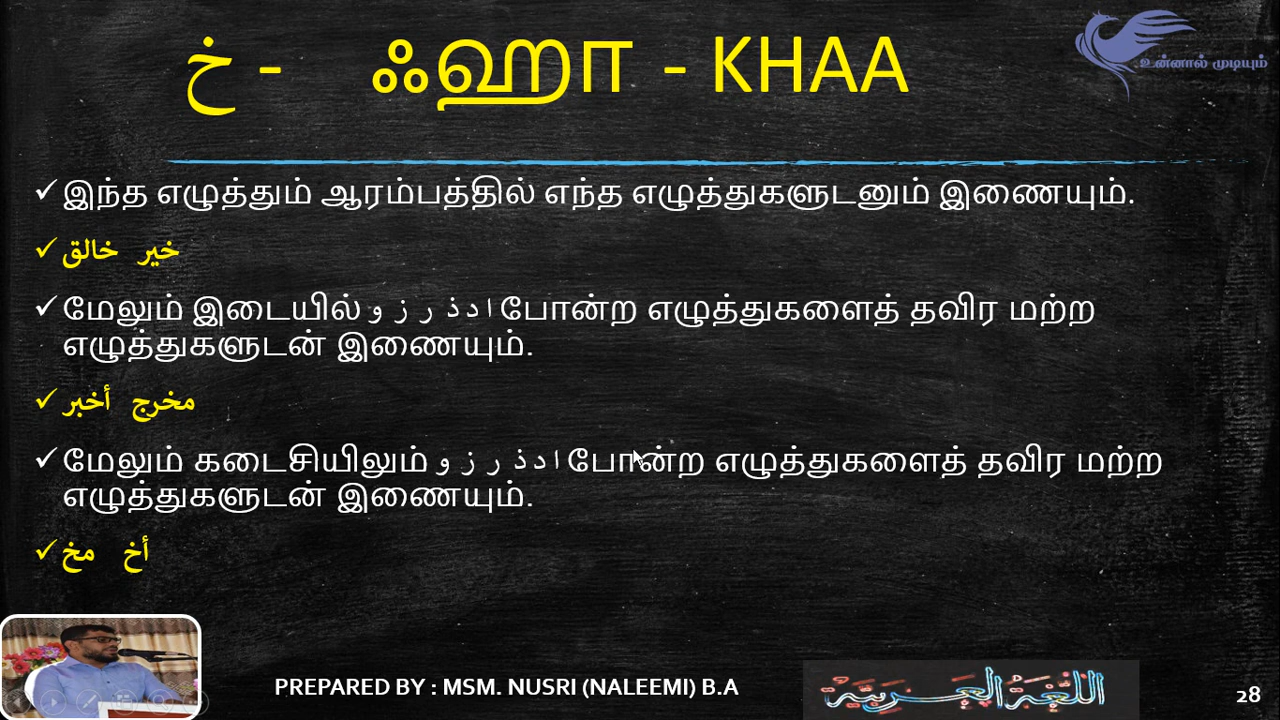 خ - ஃஹா - KHAA
உன்னால் முடியும்
இந்த எழுத்தும் ஆரம்பத்தில் எந்த எழுத்துகளுடனும் இணையும்.
خير خالق
மேலும் இடையில் ا د ذ ر ز و போன்ற எழுத்துகளைத் தவிர மற்ற
எழுத்துகளுடன் இணையும்.
مخرج أخبر
மேலும் கடைசியிலும் ا د ذ ر ز و போன்ற எழுத்துகளைத் தவிர மற்ற
எழுத்துகளுடன் இணையும்.
أخ مخ
PREPARED BY : MSM. NUSRI (NALEEMI) B.A
اللُّغَةُ العَرَبِيَّةُ
28